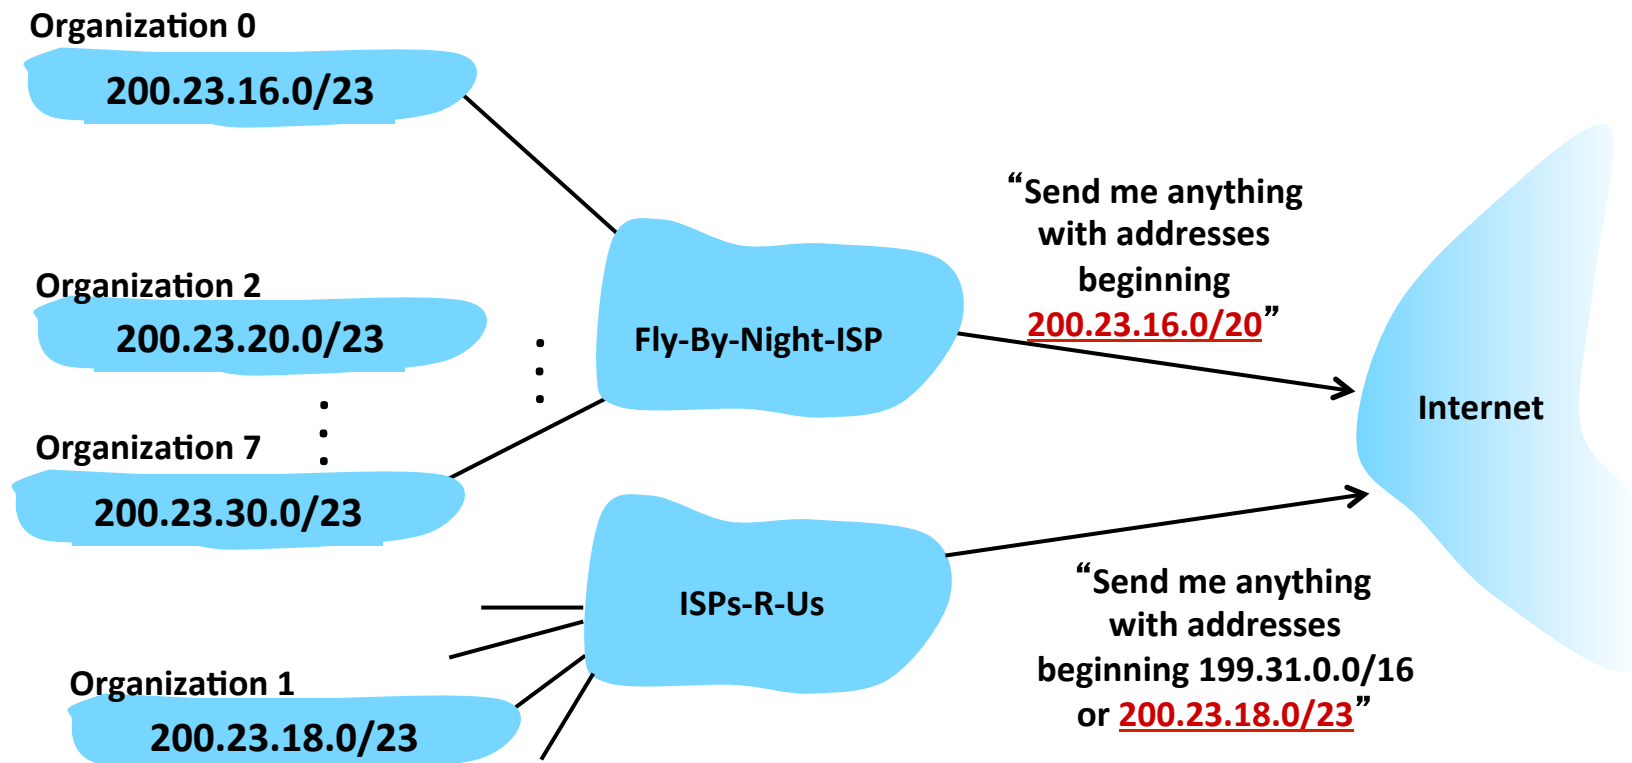 Organization 0
200.23.16.0/23
“Send me anything
with addresses
beginning
200.23.16.0/20”
Organization 2
200.23.20.0/23
Fly-By-Night-ISP
Internet
Organization 7
200.23.30.0/23
ISPs-R-Us
“Send me anything
with addresses
beginning 199.31.0.0/16
or 200.23.18.0/23”
Organization 1
200.23.18.0/23